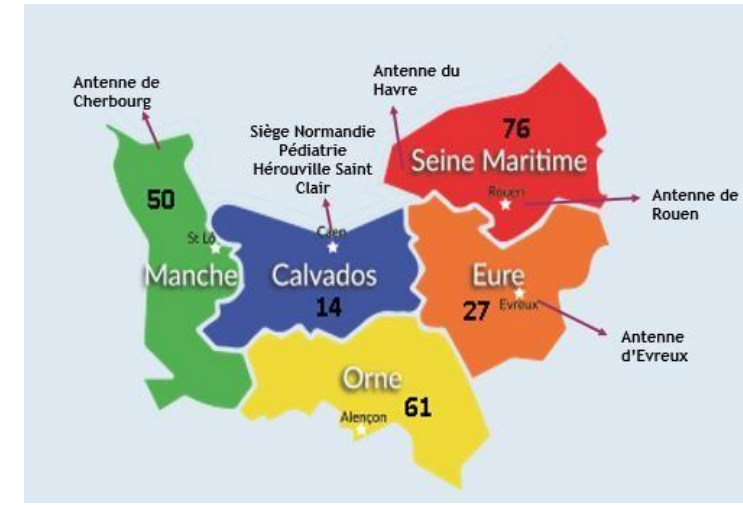 Antenne de
Cherbourg
Antenne du
Havre
Siège Normandie
Pédiatrie
Hérouville Saint
Clair
76
Seine Maritime
Rouen
Antenne de
Rouen
50
St Lô
Caen
Manche
Calvados
14
Eure
27
Evreux
Antenne
d'Evreux
Orne
61
Alençon